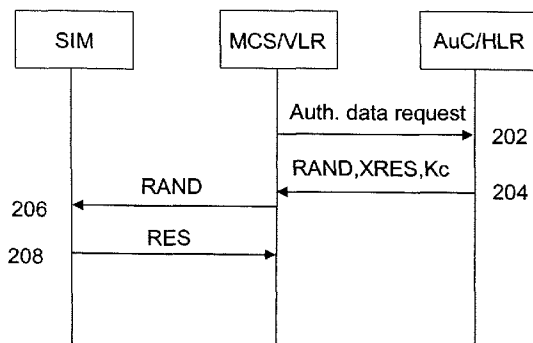 SIM
MCS/VLR
AuC/HLR
Auth. data request
202
RAND,XRES,Kc
204
RAND
206
RES
208